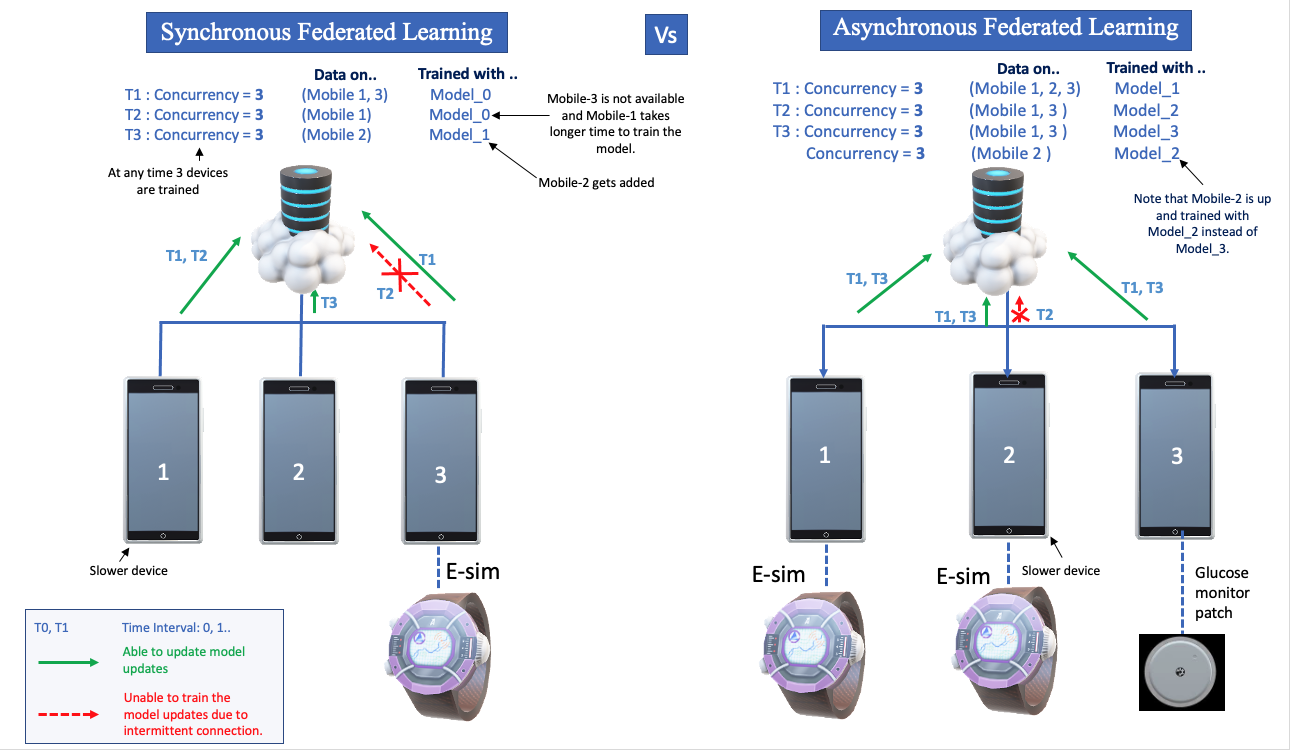 Synchronous Federated Learning
Vs
Asynchronous Federated Learning
Data on.. Trained with ..
T1 : Concurrency = 3 (Mobile 1, 3) Model_0
T2 : Concurrency = 3 (Mobile 1) Model_0
T3 : Concurrency = 3 (Mobile 2) Model_1
Mobile-3 is not available
and Mobile-1 takes
longer time to train the
model.
At any time 3 devices
are trained
Mobile-2 gets added
T1, T2
T1
T2
T3
1
2
3
Slower device
E-sim
T0, T1 Time Interval: 0, 1..
Able to update model
updates
Unable to train the
model updates due to
intermittent connection.
Data on.. Trained with ..
T1 : Concurrency = 3 (Mobile 1, 2, 3) Model_1
T2 : Concurrency = 3 (Mobile 1, 3 ) Model_2
T3 : Concurrency = 3 (Mobile 1, 3 ) Model_3
Concurrency = 3 (Mobile 2 ) Model_2
Note that Mobile-2 is up
and trained with
Model_2 instead of
Model_3.
T1, T3
T1, T3
T2
T1, T3
1
2
3
E-sim
E-sim
Slower device
Glucose
monitor
patch